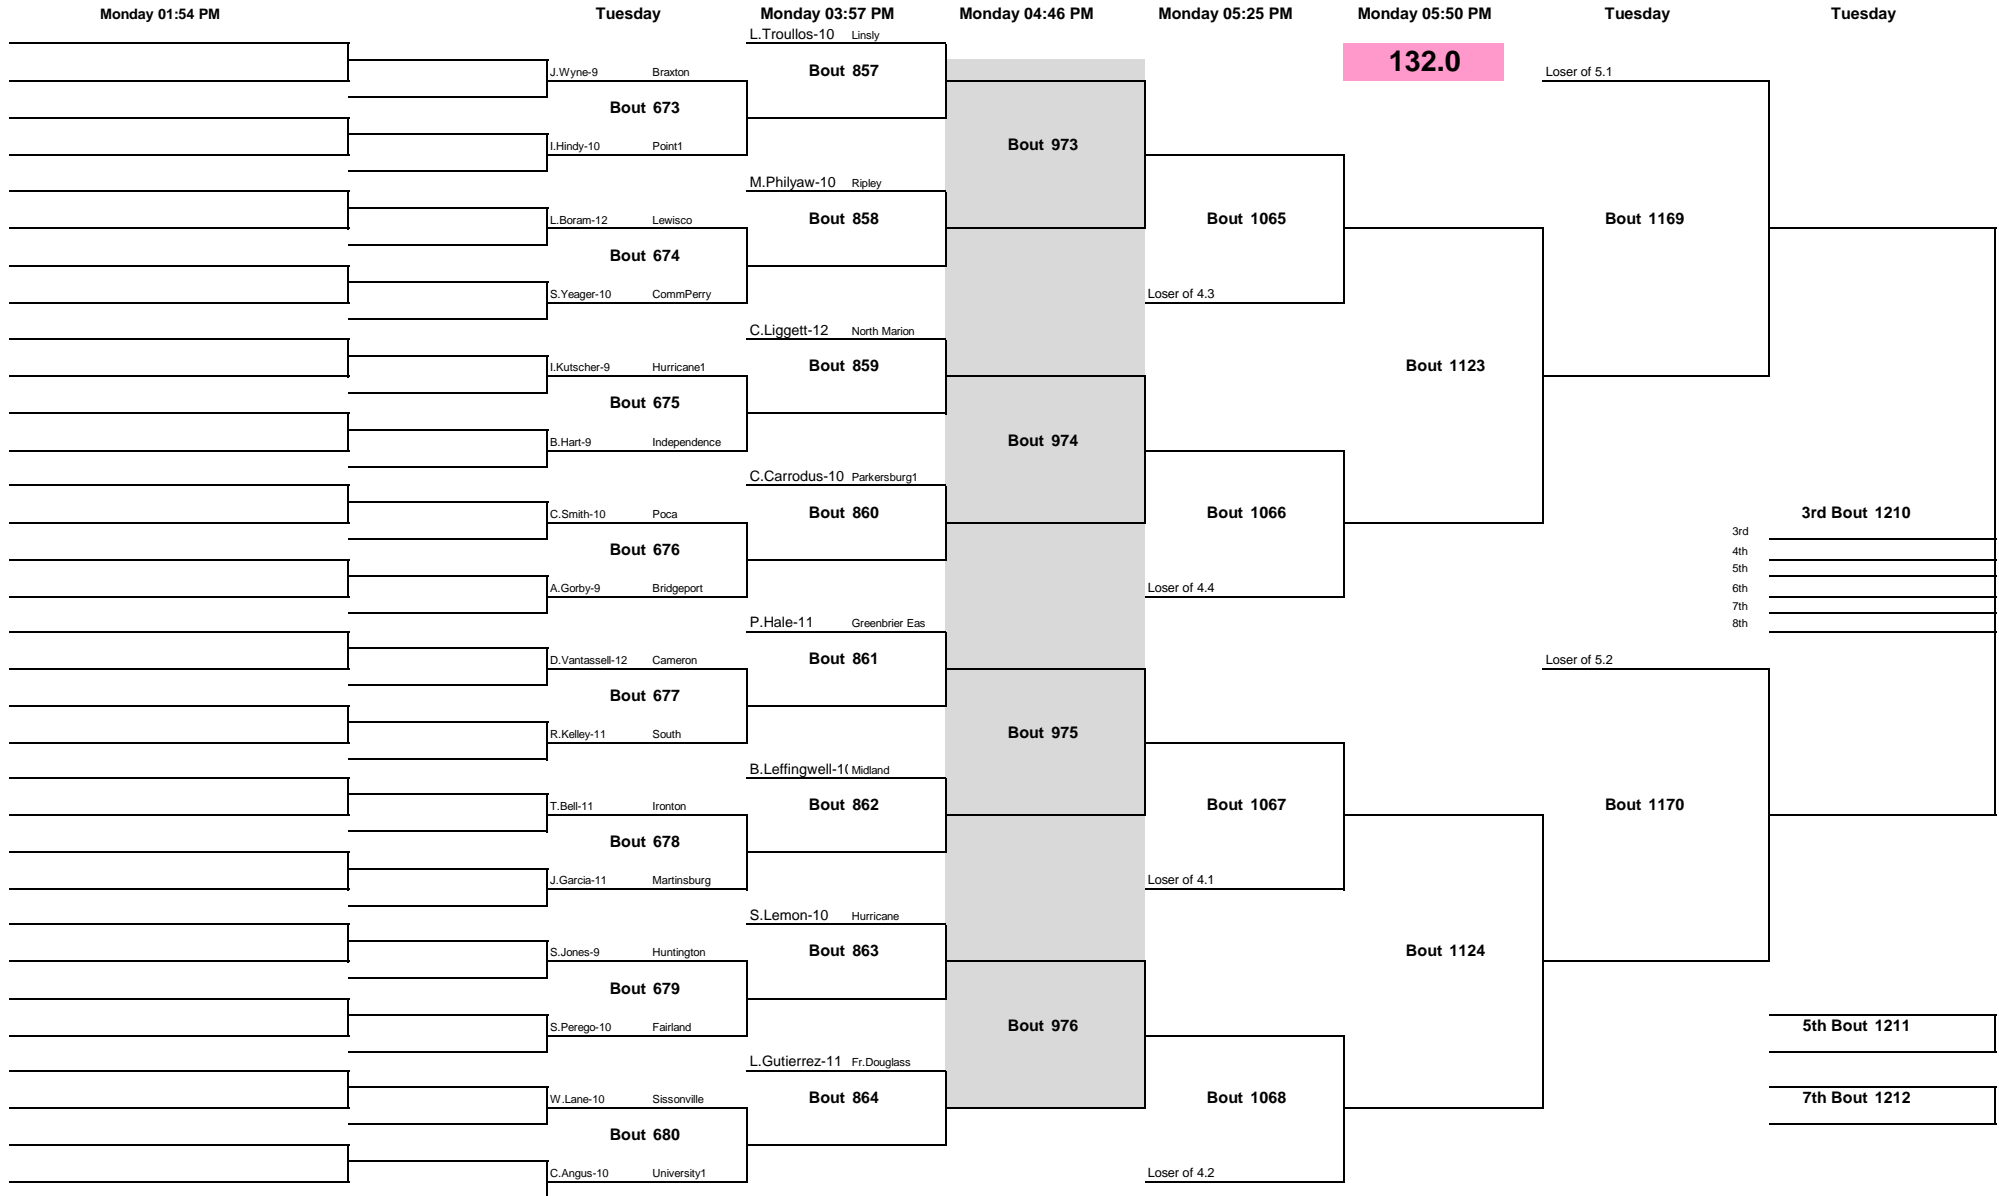 Monday 01:54 PM Tuesday Monday 03:57 PM Monday 04:46 PM Monday 05:25 PM Monday 05:50 PM Tuesday Tuesday
L.Troullos-10 Linsly
132.0
J.Wyne-9 Braxton Bout 857 Loser of 5.1
Bout 673
I.Hindy-10 Point1 Bout 973
M.Philyaw-10 Ripley
L.Boram-12 Lewisco Bout 858 Bout 1065 Bout 1169
Bout 674
S.Yeager-10 CommPerry Loser of 4.3
C.Liggett-12 North Marion
I.Kutscher-9 Hurricane1 Bout 859 Bout 1123
Bout 675
B.Hart-9 Independence Bout 974
C.Carrodus-10 Parkersburg1
C.Smith-10 Poca Bout 860 Bout 1066 3rd Bout 1210
3rd
Bout 676 4th
5th
A.Gorby-9 Bridgeport Loser of 4.4 6th
7th
P.Hale-11 Greenbrier Eas 8th
D.Vantassell-12 Cameron Bout 861 Loser of 5.2
Bout 677
R.Kelley-11 South Bout 975
B.Leffingwell-1( Midland
T.Bell-11 Ironton Bout 862 Bout 1067 Bout 1170
Bout 678
J.Garcia-11 Martinsburg Loser of 4.1
S.Lemon-10 Hurricane
S.Jones-9 Huntington Bout 863 Bout 1124
Bout 679
S.Perego-10 Fairland Bout 976 5th Bout 1211
L.Gutierrez-11 Fr.Douglass
W.Lane-10 Sissonville Bout 864 Bout 1068 7th Bout 1212
Bout 680
C.Angus-10 University1 Loser of 4.2